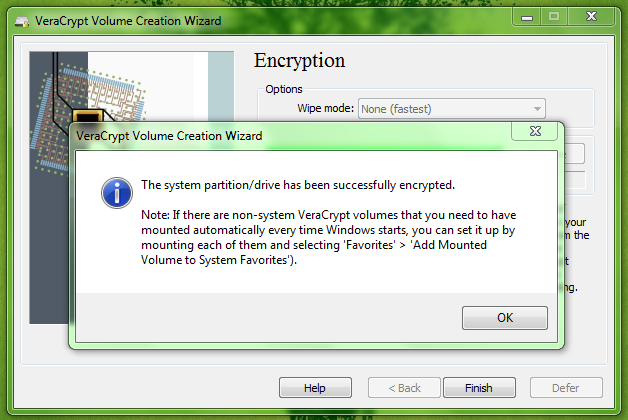 VeraCrypt Volume Creation Wizard
Encryption
Options
Wipe mode: None (fastest)
VeraCrypt Volume Creation Wizard
The system partition/drive has been successfully encrypted.
Note: If there are non-system VeraCrypt volumes that you need to have
mounted automatically every time Windows starts, you can set it up by
mounting each of them and selecting 'Favorites' > 'Add Mounted
Volume to System Favorites').
your
the
OK
Help
< Back
Finish
Defer